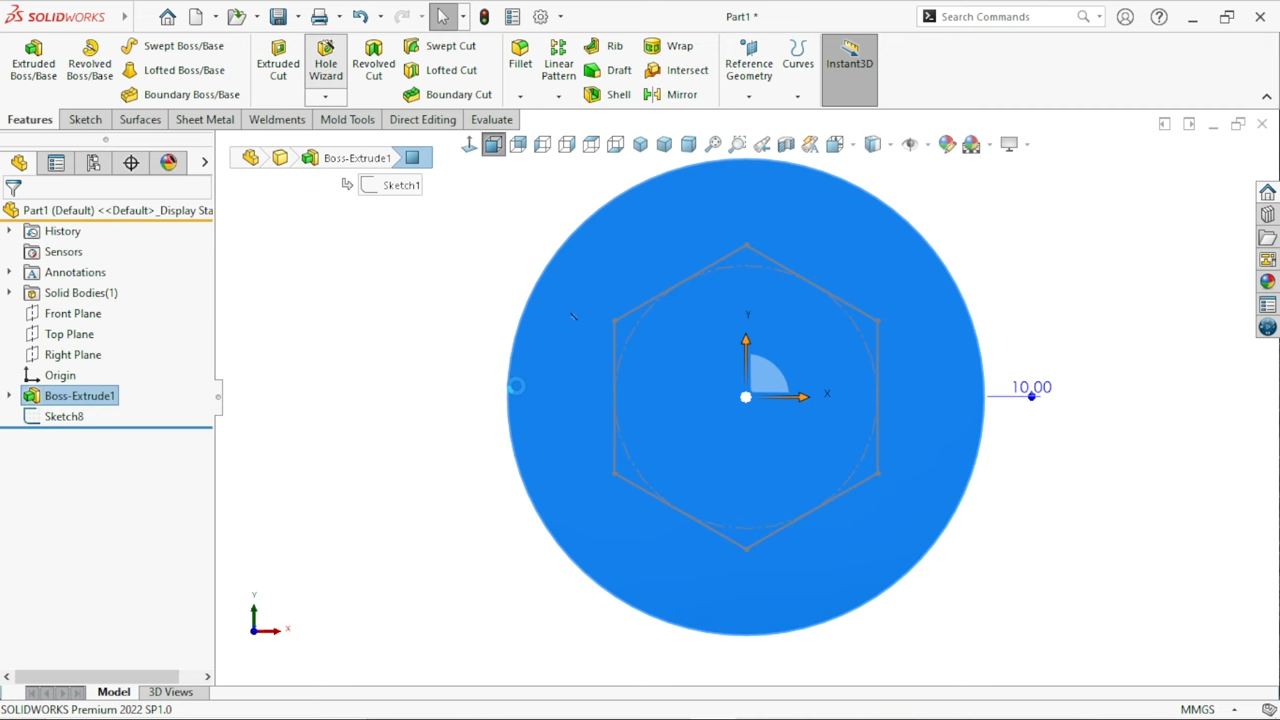 SOLIDWORKS
Part1 *
Search Commands
Extruded Boss/Base
Revolved Boss/Base
Swept Boss/Base
Lofted Boss/Base
Boundary Boss/Base
Extruded Cut
Hole Wizard
Revolved Cut
Swept Cut
Lofted Cut
Boundary Cut
Fillet
Linear Pattern
Rib
Draft
Shell
Wrap
Intersect
Mirror
Reference Geometry
Curves
Instant3D
Features Sketch Surfaces Sheet Metal Weldments Mold Tools Direct Editing Evaluate
Boss-Extrude1
Sketch1
Part1 (Default) <<Default>_Display Sta
History
Sensors
Annotations
Solid Bodies(1)
Front Plane
Top Plane
Right Plane
Origin
Boss-Extrude1
Sketch8
Y
X
10.00
Y
X
Model 3D Views
SOLIDWORKS Premium 2022 SP1.0
MMGS